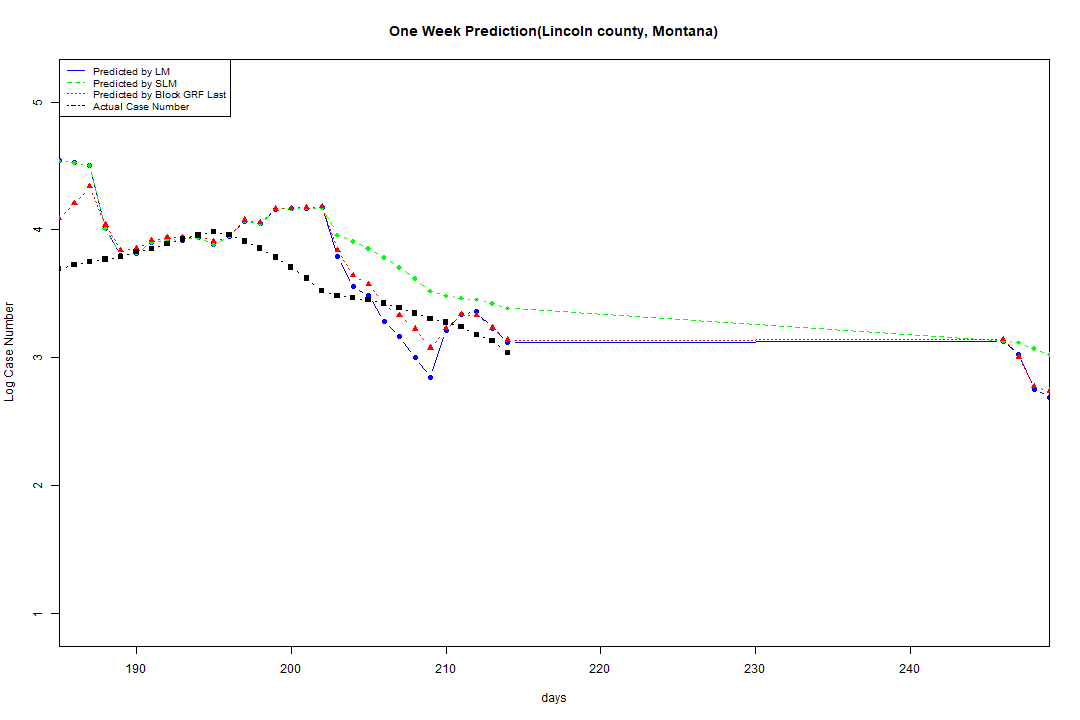 One Week Prediction(Lincoln county, Montana)
Predicted by LM
Predicted by SLM
Predicted by Block GRF Last
Actual Case Number
5
4
3
2
1
Log Case Number
190 200 210 220 230 240
days